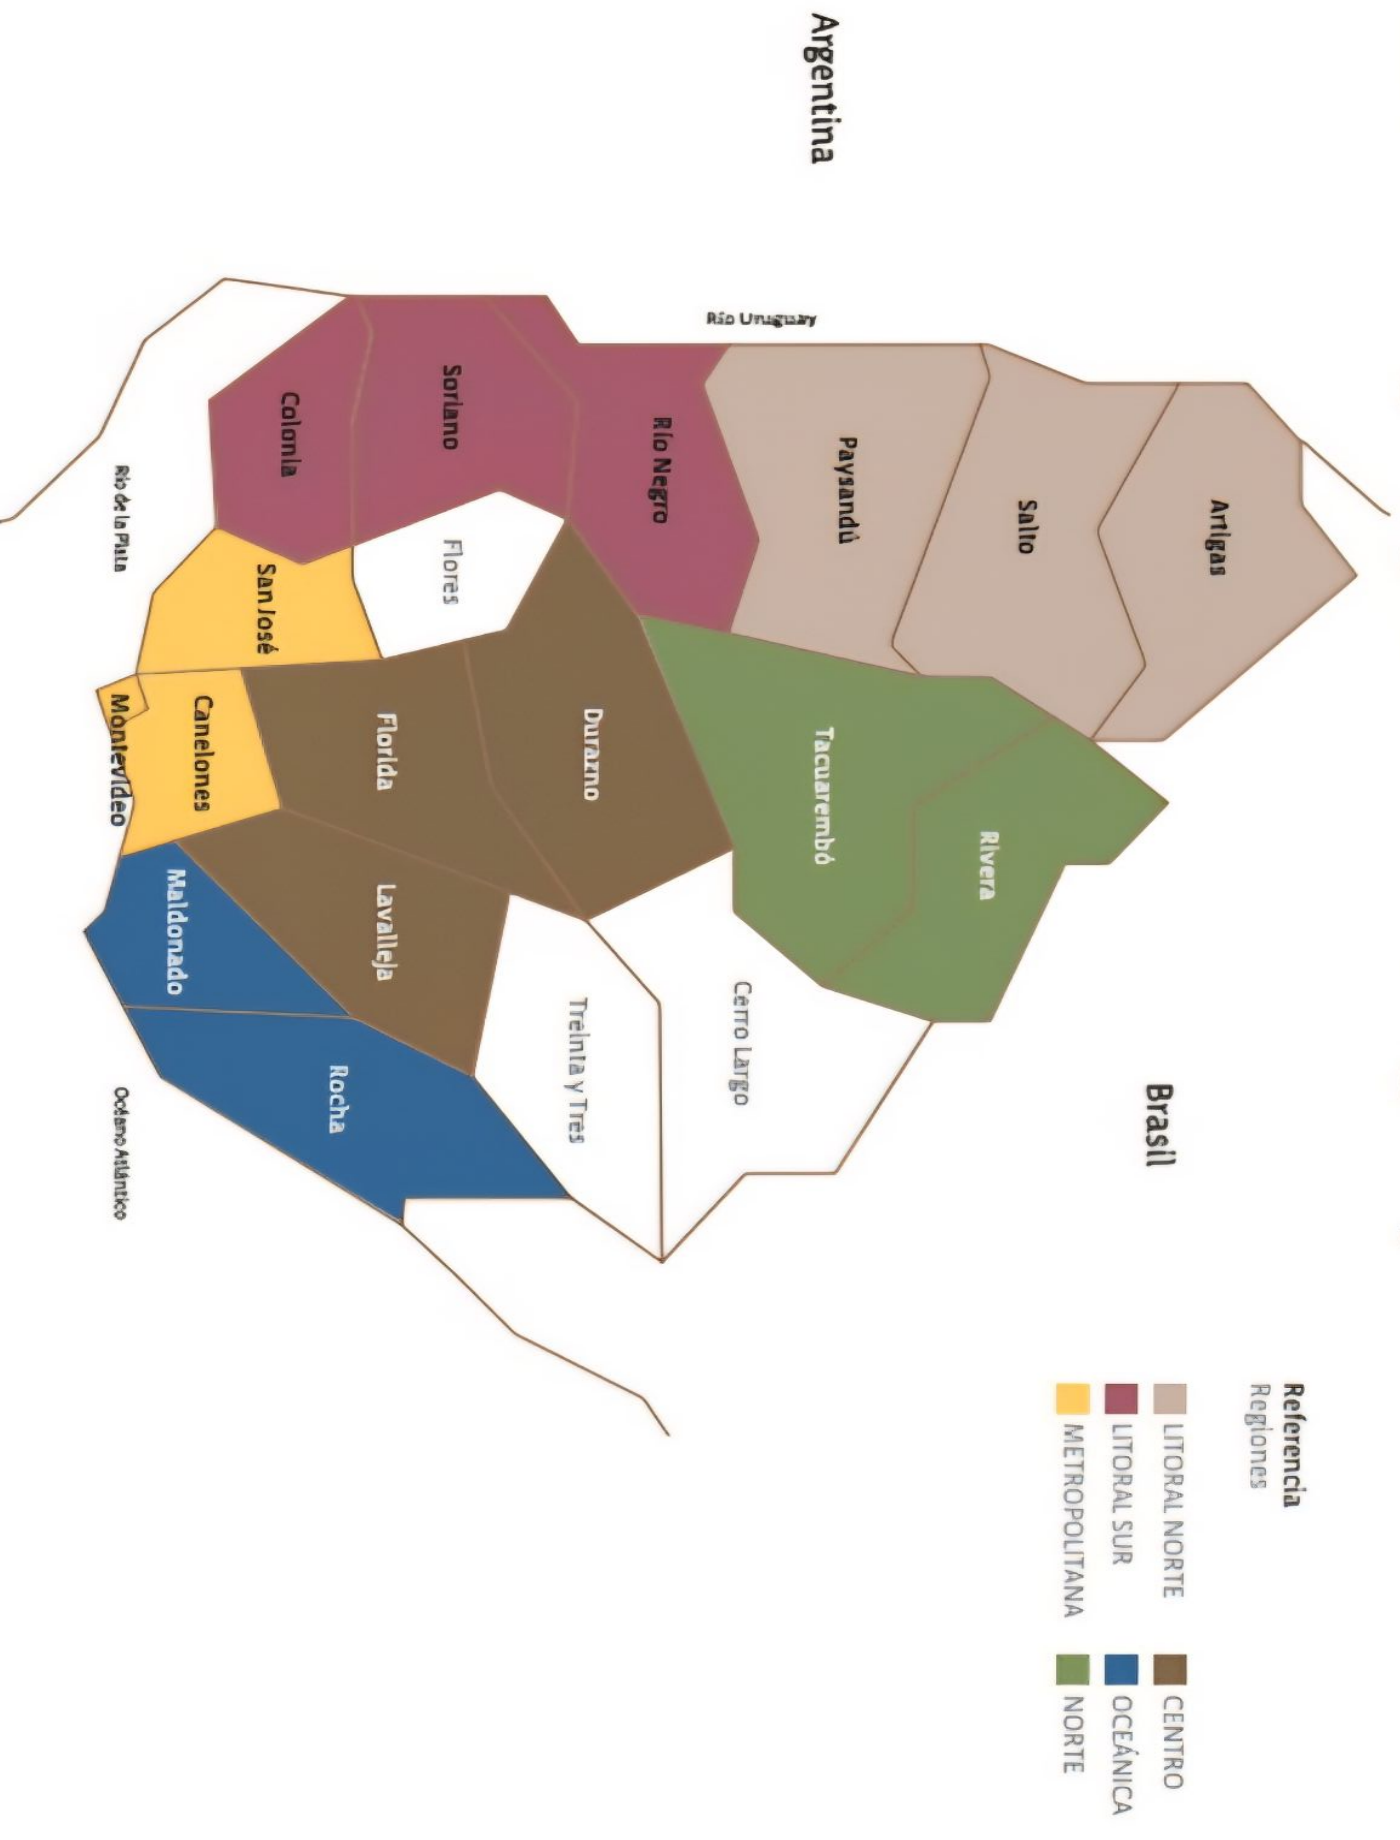 Referencia
Regiones
LITORAL NORTE
CENTRO
LITORAL SUR
OCEÁNICA
METROPOLITANA
NORTE
Argentina
Brasil
Río Uruguay
Artigas
Salto
Paysandú
Rivera
Tacuarembó
Río Negro
Cerro Largo
Durazno
Treinta y Tres
Soriano
Flores
Florida
Lavalleja
Colonia
San José
Canelones
Rocha
Maldonado
Montevideo
Río de la Plata
Océano Atlántico